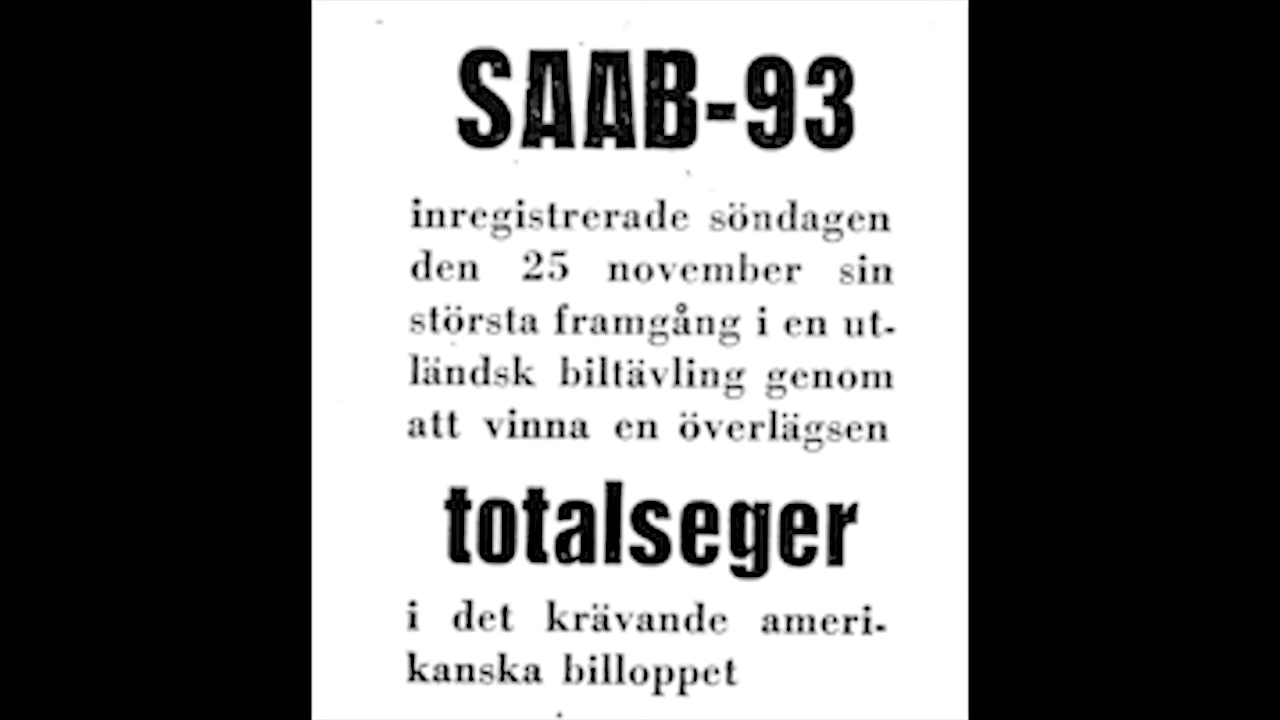 SAAB-93
inregistrerade söndagen
den 25 november sin
största framgång i en ut-
ländsk biltävling genom
att vinna en överlägsen
totalseger
i det krävande ameri-
kanska billoppet